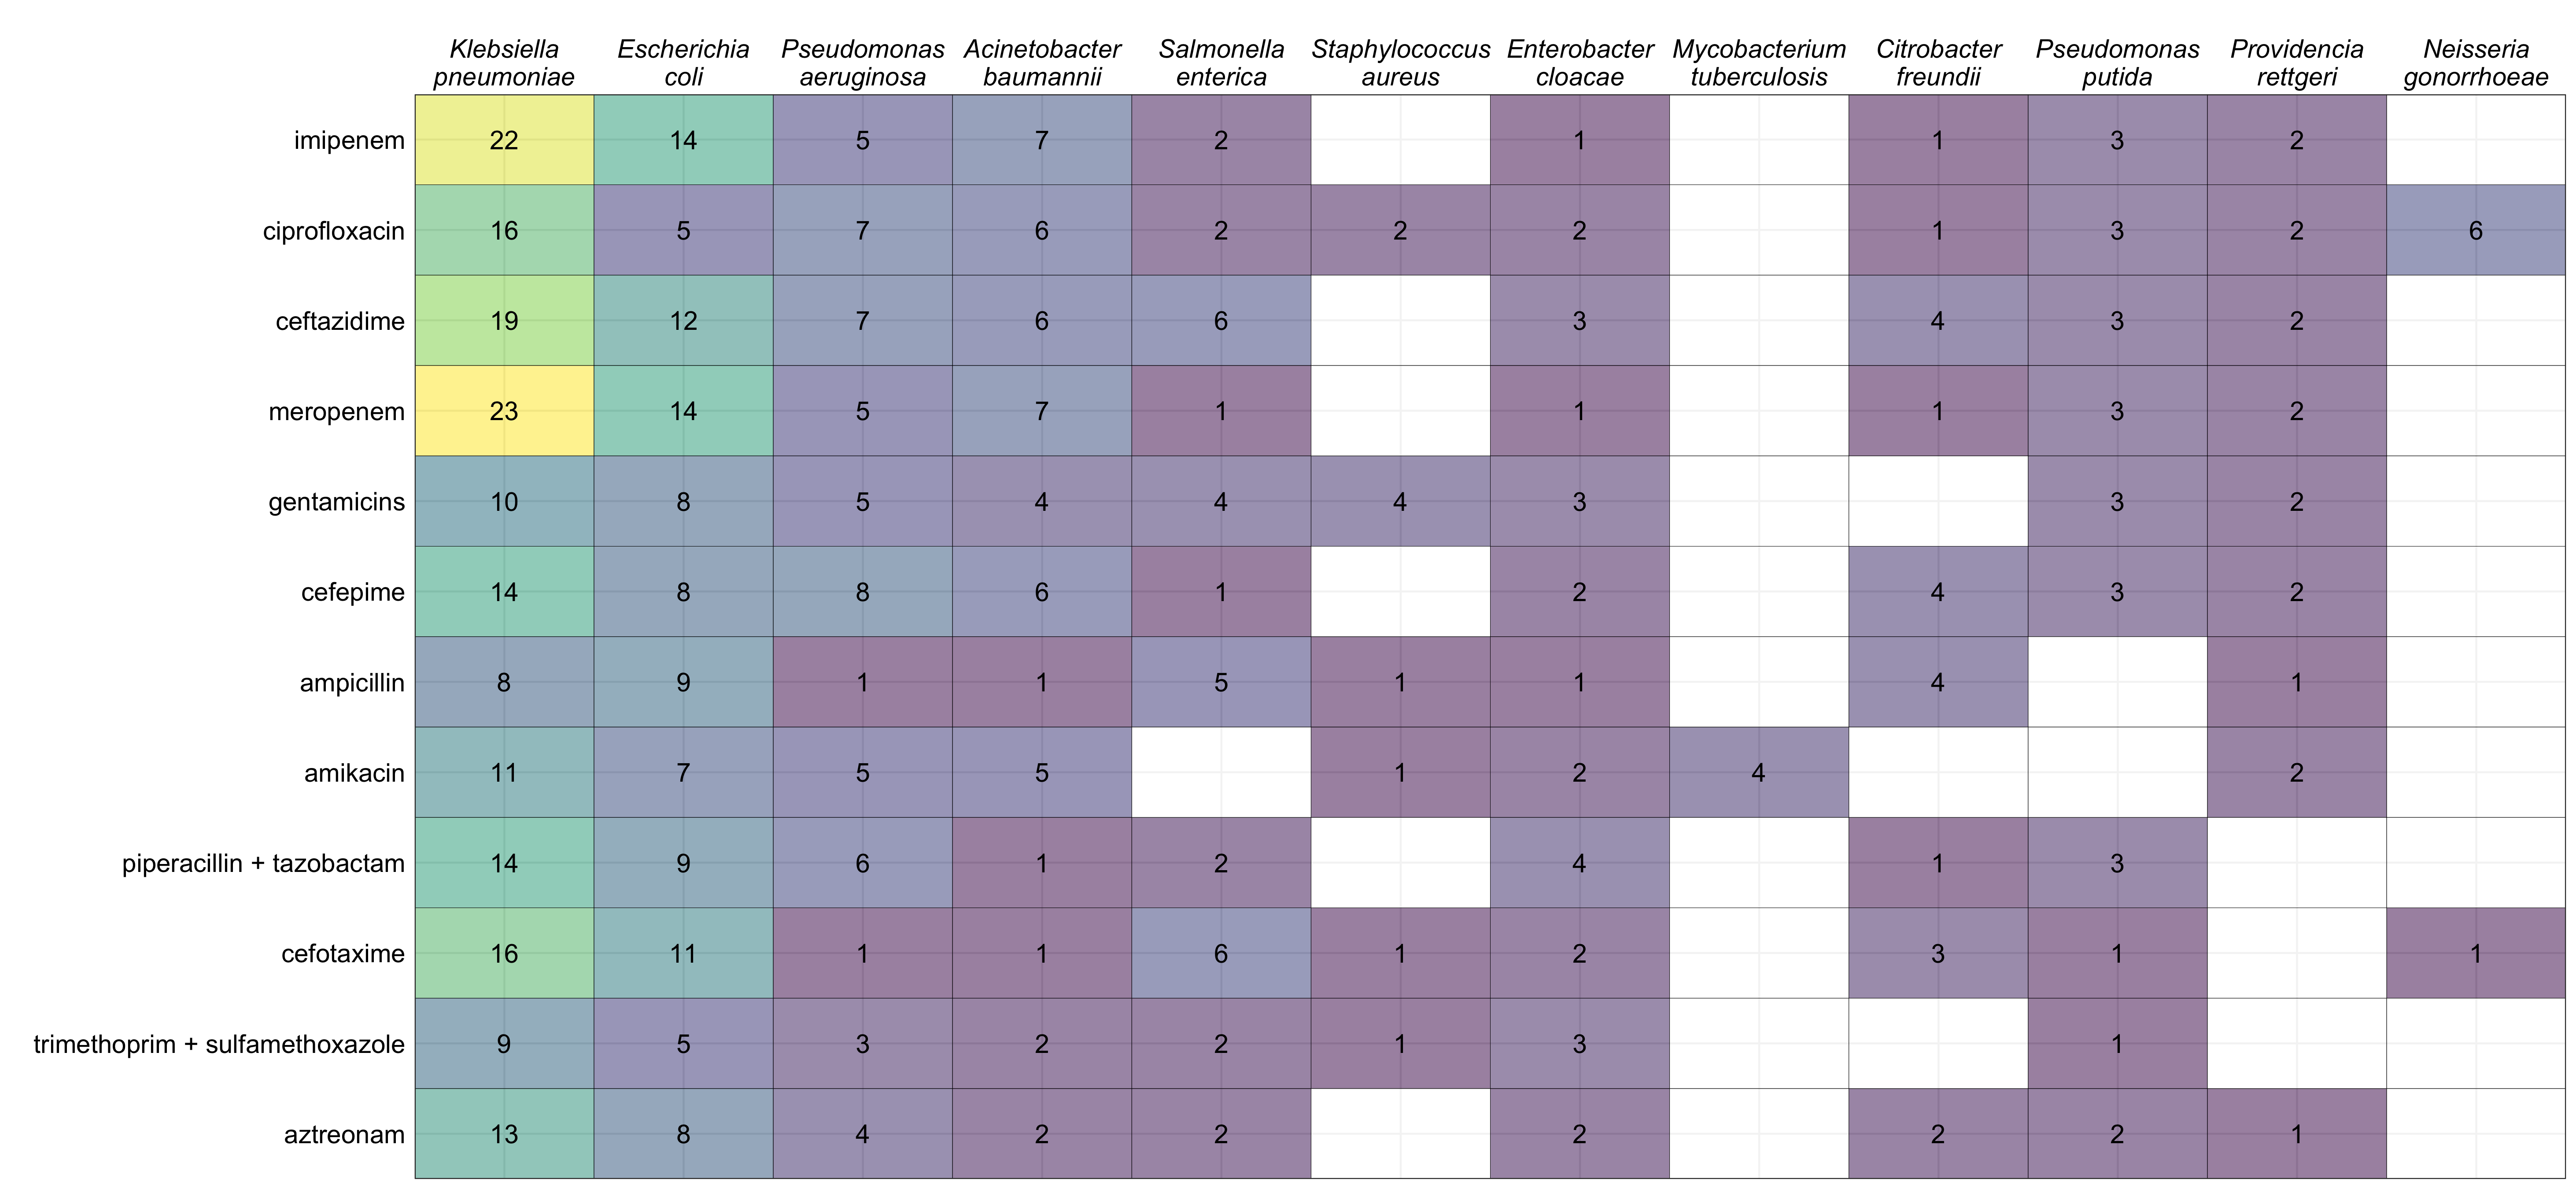 Klebsiella Escherichia Pseudomonas Acinetobacter Salmonella Staphylococcus Enterobacter Mycobacterium Citrobacter Pseudomonas Providencia Neisseria
pneumoniae coli aeruginosa baumannii enterica aureus cloacae tuberculosis freundii putida rettgeri gonorrhoeae
imipenem 22 14 5 7 2 1 1 3 2
ciprofloxacin 16 5 7 6 2 2 2 1 3 2 6
ceftazidime 19 12 7 6 6 3 4 3 2
meropenem 23 14 5 7 1 1 1 3 2
gentamicins 10 8 5 4 4 4 3 3 2
cefepime 14 8 8 6 1 2 4 3 2
ampicillin 8 9 1 1 5 1 1 4 1
amikacin 11 7 5 5 1 2 4 2
piperacillin + tazobactam 14 9 6 1 2 4 1 3
cefotaxime 16 11 1 1 6 1 2 3 1 1
trimethoprim + sulfamethoxazole 9 5 3 2 2 1 3 1
aztreonam 13 8 4 2 2 2 2 2 1